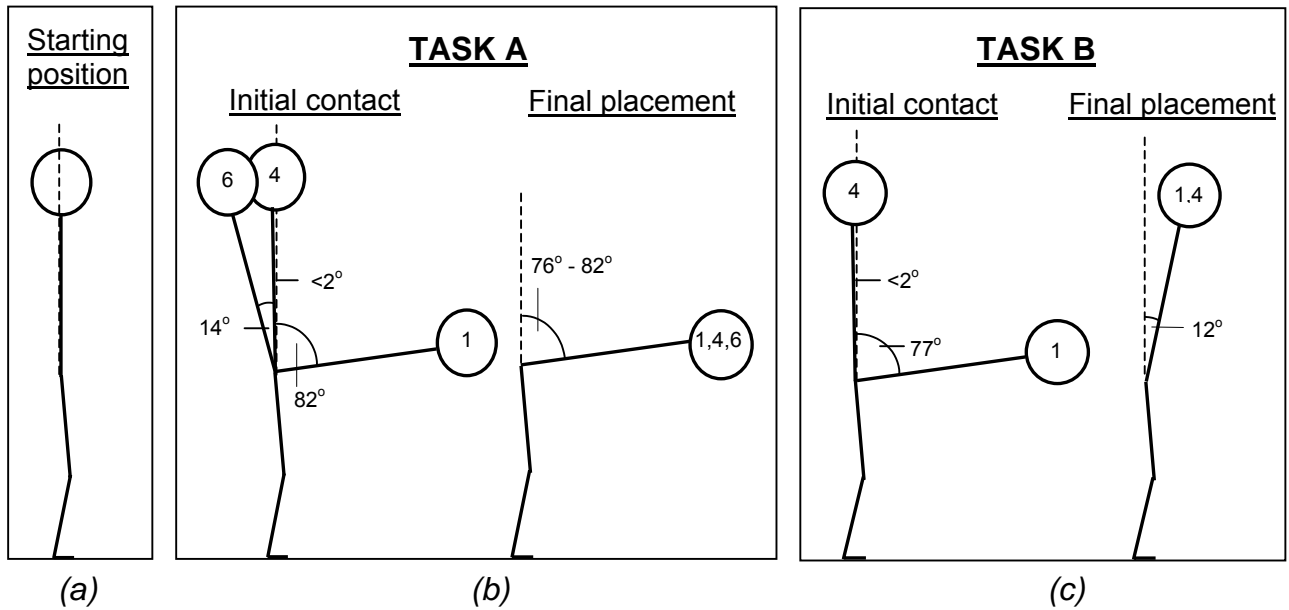 Starting
position
TASK A
Initial contact
Final placement
6
4
<2°
14°
82°
1
76° - 82°
1,4,6
TASK B
Initial contact
Final placement
4
<2°
77°
1
1,4
12°
(a)
(b)
(c)